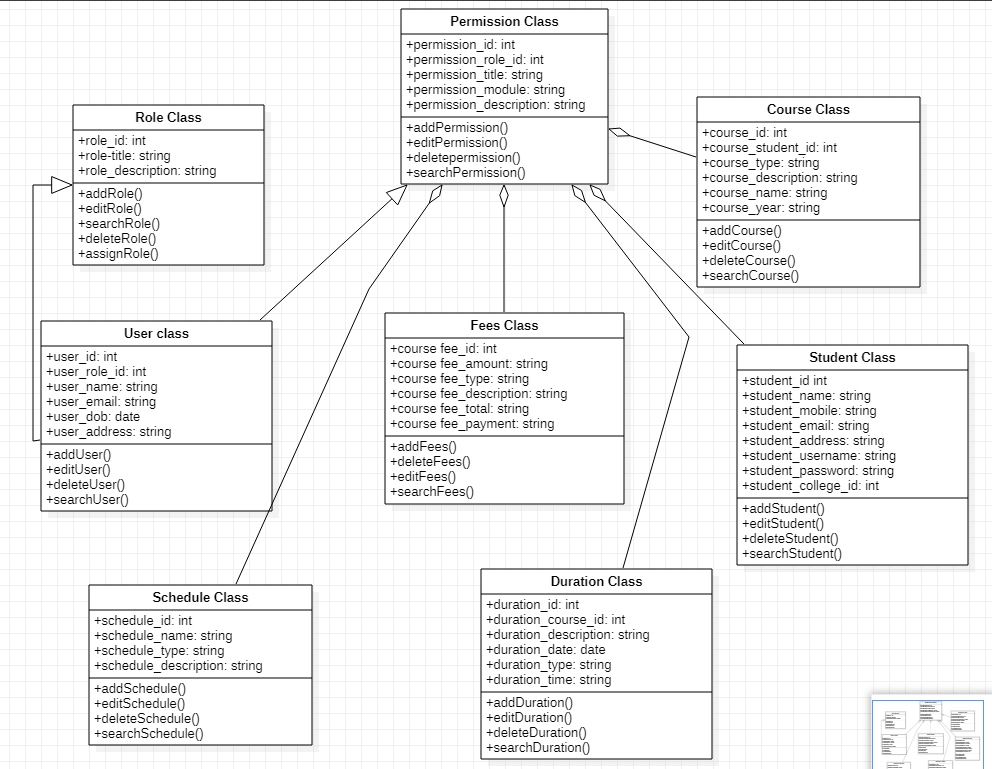 Permission Class
+permission_id: int
+permission_role_id: int
+permission_title: string
+permission_module: string
+permission_description: string
+addPermission()
+editPermission()
+deletepermission()
+searchPermission()
Role Class
+role_id: int
+role-title: string
+role_description: string
+addRole()
+editRole()
+searchRole()
+deleteRole()
+assignRole()
Course Class
+course_id: int
+course_student_id: int
+course_type: string
+course_description: string
+course_name: string
+course_year: string
+addCourse()
+editCourse()
+deleteCourse()
+searchCourse()
User class
+user_id: int
+user_role_id: int
+user_name: string
+user_email: string
+user_dob: date
+user_address: string
+addUser()
+editUser()
+deleteUser()
+searchUser()
Fees Class
+course fee_id: int
+course fee_amount: string
+course fee_type: string
+course fee_description: string
+course fee_total: string
+course fee_payment: string
+addFees()
+deleteFees()
+editFees()
+searchFees()
Student Class
+student_id int
+student_name: string
+student_mobile: string
+student_email: string
+student_address: string
+student_username: string
+student_password: string
+student_college_id: int
+addStudent()
+editStudent()
+deleteStudent()
+searchStudent()
Schedule Class
+schedule_id: int
+schedule_name: string
+schedule_type: string
+schedule_description: string
+addSchedule()
+editSchedule()
+deleteSchedule()
+searchSchedule()
Duration Class
+duration_id: int
+duration_course_id: int
+duration_description: string
+duration_date: date
+duration_type: string
+duration_time: string
+addDuration()
+editDuration()
+deleteDuration()
+searchDuration()